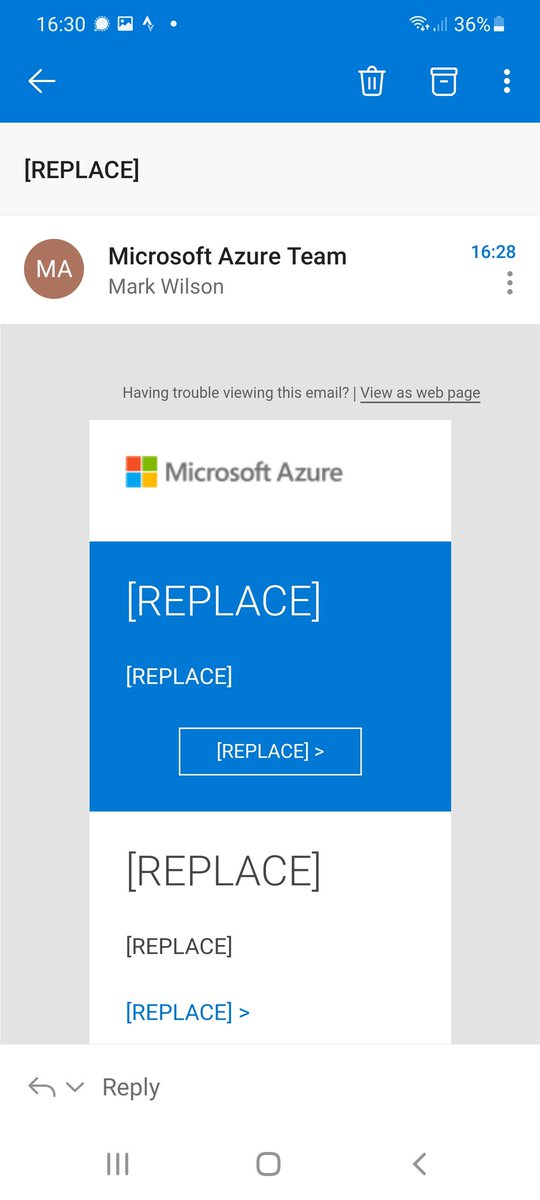 16:30 36%
[REPLACE]
MA
Microsoft Azure Team 16:28
Mark Wilson
Having trouble viewing this email? | View as web page
Microsoft Azure
[REPLACE]
[REPLACE]
[REPLACE] >
[REPLACE]
[REPLACE]
[REPLACE] >
Reply